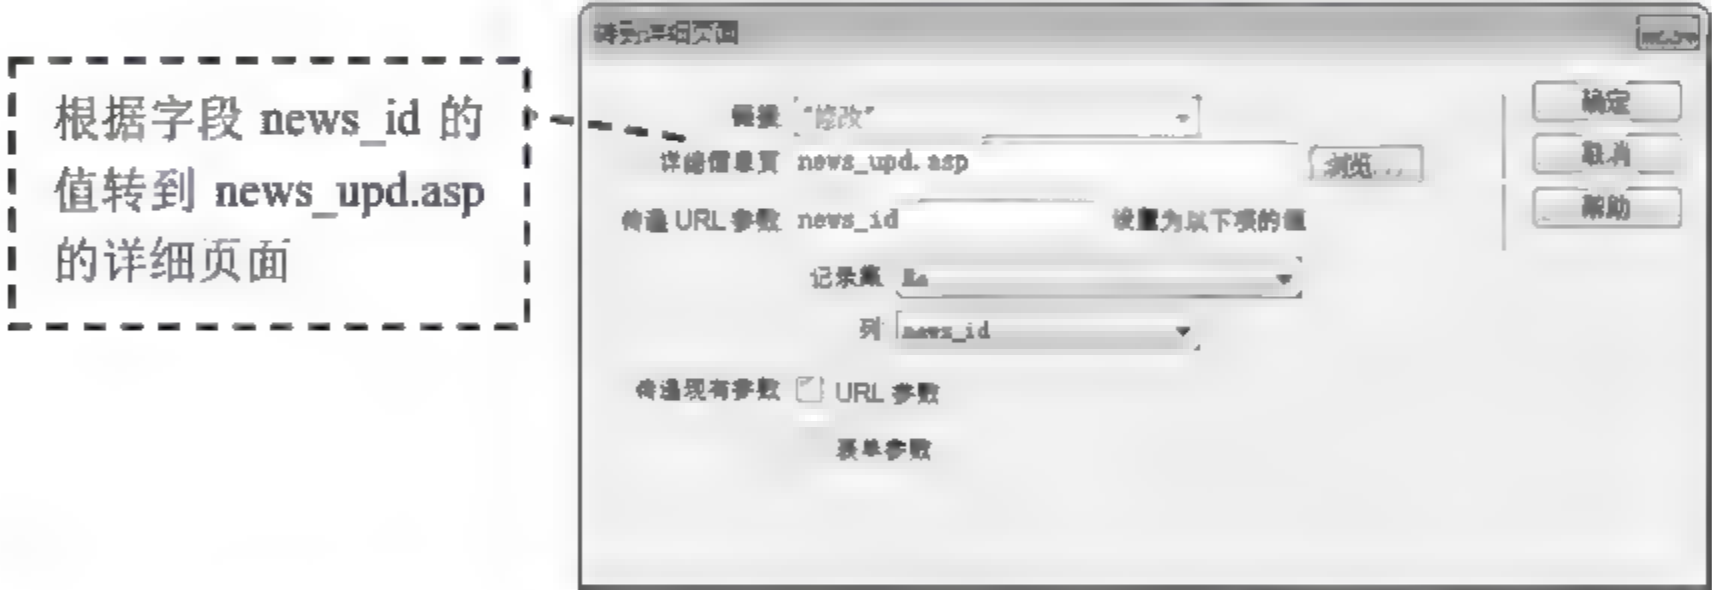 根据字段 news_id 的
值转到 news_upd.asp
的详细页面
转到详细页面
链接 "修改"
详细信息页 news_upd.asp 浏览...
传递 URL 参数 news_id 设置为以下项的值
记录集
列 news_id
传递现有参数 URL 参数
表单参数
确定
取消
帮助